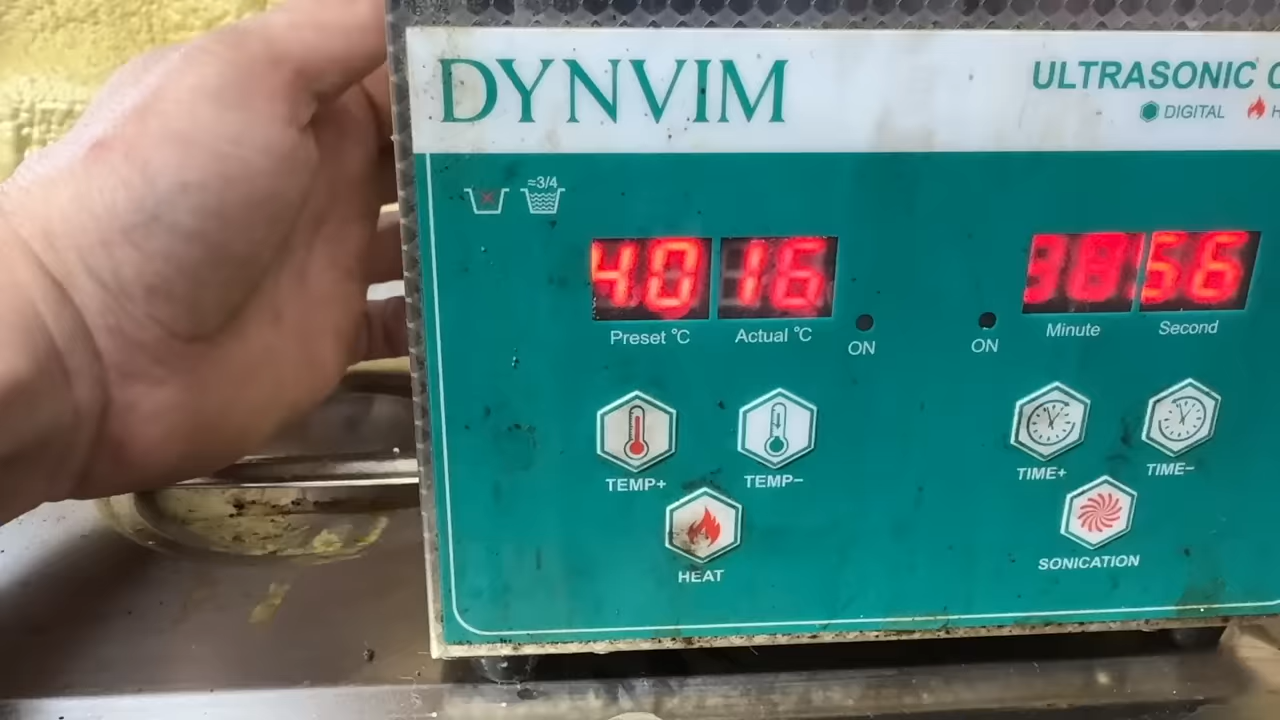 DYNVIM
ULTRASONIC
DIGITAL
≈3/4
40 16
38 56
Preset °C Actual °C
ON
ON
Minute Second
TEMP+ TEMP–
TIME+ TIME–
HEAT
SONICATION